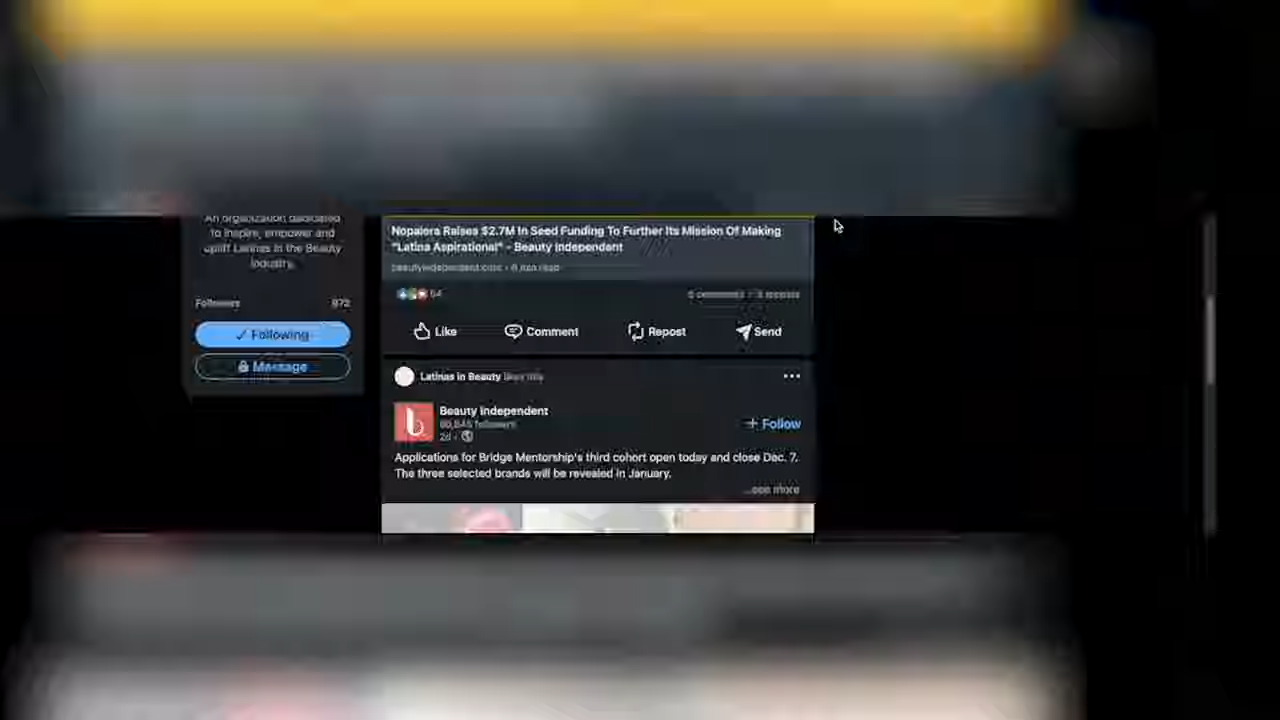 An organization dedicated
to inspire, empower and
uplift Latinas in the Beauty
Industry.
Followers 972
✓ Following
Message
Nopalera Raises $2.7M In Seed Funding To Further Its Mission Of Making
"Latina Aspirational" - Beauty Independent
beautyindependent.com • 6 min read
64
5 comments • 3 reposts
Like Comment Repost Send
Latinas in Beauty likes this
Beauty Independent
+ Follow
followers
2d •
Applications for Bridge Mentorship's third cohort open today and close Dec. 7.
The three selected brands will be revealed in January.
...see more